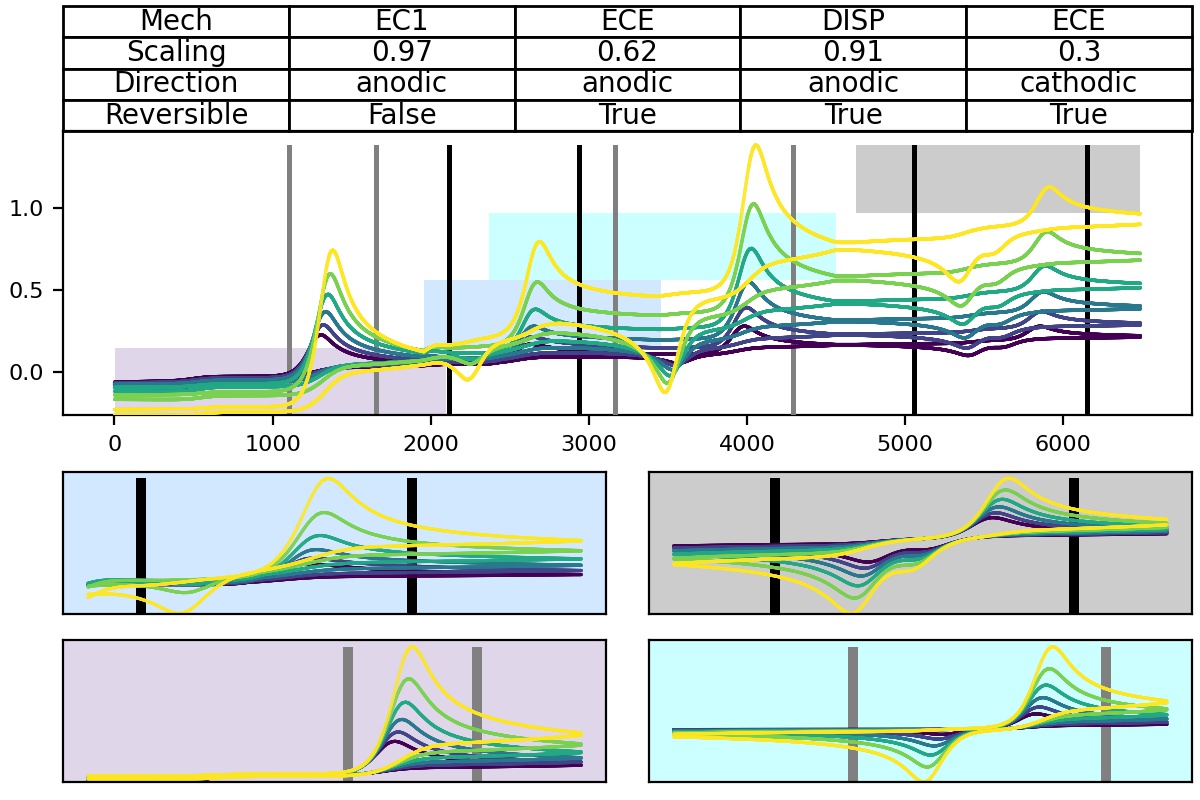 Mech EC1 ECE DISP ECE
Scaling 0.97 0.62 0.91 0.3
Direction anodic anodic anodic cathodic
Reversible False True True True
1.0
0.5
0.0
0 1000 2000 3000 4000 5000 6000